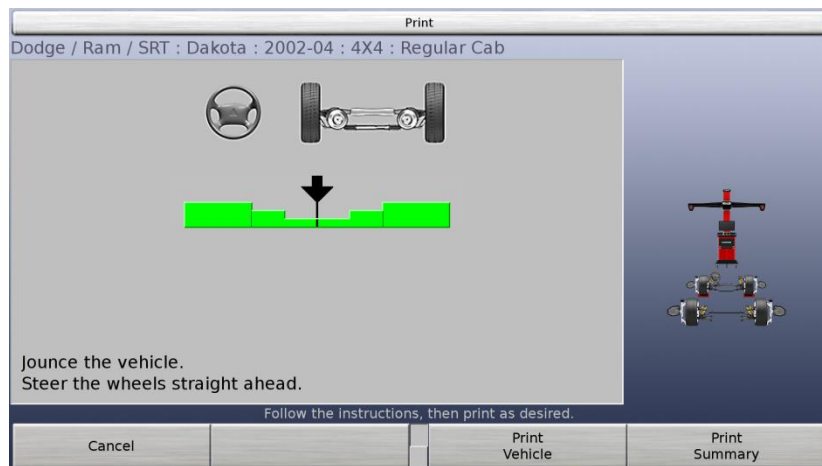 Print
Dodge / Ram / SRT : Dakota : 2002-04 : 4X4 : Regular Cab
Jounce the vehicle.
Steer the wheels straight ahead.
Follow the instructions, then print as desired.
Cancel
Print
Vehicle
Print
Summary